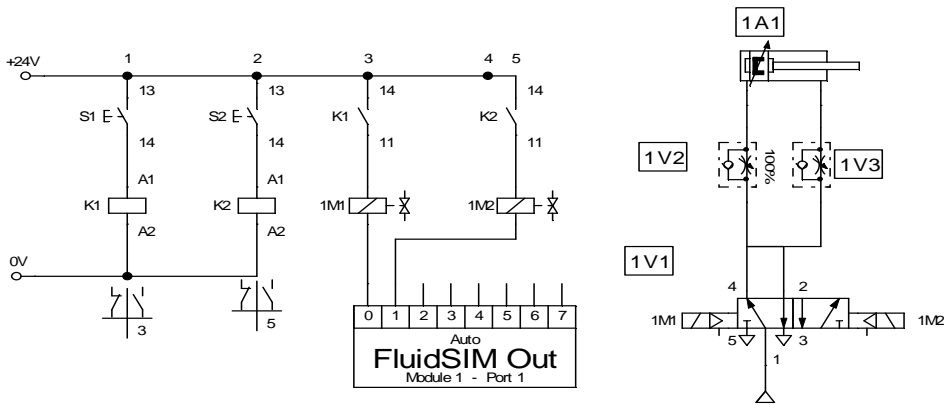 1 2 3 4 5
+24V
13 13 14 14
S1 S2 K1 K2
14 14 11 11
A1 A1
K1 K2 1M1 1M2
A2 A2
0V
3 5
0 1 2 3 4 5 6 7
Auto
FluidSIM Out
Module 1 - Port 1
1A1
1V2 100% 1V3
1V1
4 2
1M1 1M2
5 3
1